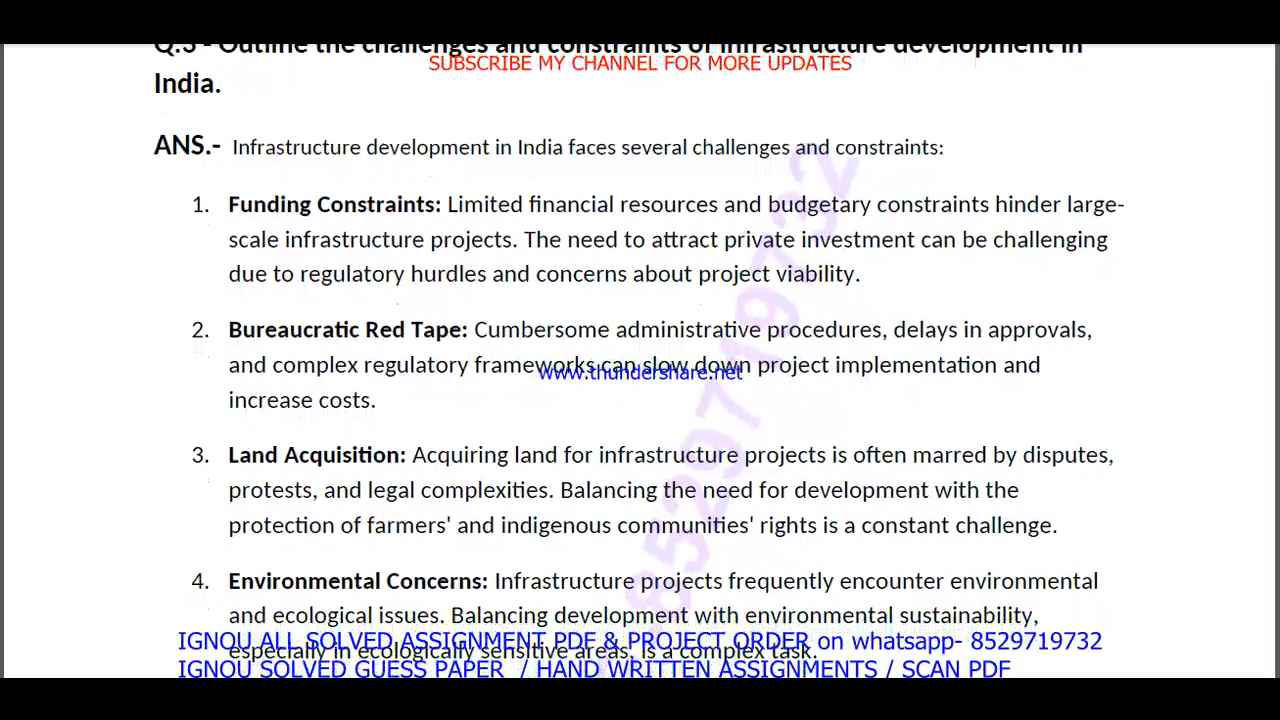 Q.3 - Outline the challenges and constraints of infrastructure development in
SUBSCRIBE MY CHANNEL FOR MORE UPDATES
India.
ANS.- Infrastructure development in India faces several challenges and constraints:
1. Funding Constraints: Limited financial resources and budgetary constraints hinder large-
scale infrastructure projects. The need to attract private investment can be challenging
due to regulatory hurdles and concerns about project viability.
2. Bureaucratic Red Tape: Cumbersome administrative procedures, delays in approvals,
and complex regulatory frameworks can slow down project implementation and
www.thundershare.net
increase costs.
3. Land Acquisition: Acquiring land for infrastructure projects is often marred by disputes,
protests, and legal complexities. Balancing the need for development with the
protection of farmers' and indigenous communities' rights is a constant challenge.
4. Environmental Concerns: Infrastructure projects frequently encounter environmental
and ecological issues. Balancing development with environmental sustainability,
IGNOU ALL SOLVED ASSIGNMENT PDF & PROJECT ORDER on whatsapp- 8529719732
especially in ecologically sensitive areas, is a complex task.
IGNOU SOLVED GUESS PAPER / HAND WRITTEN ASSIGNMENTS / SCAN PDF
8529719732